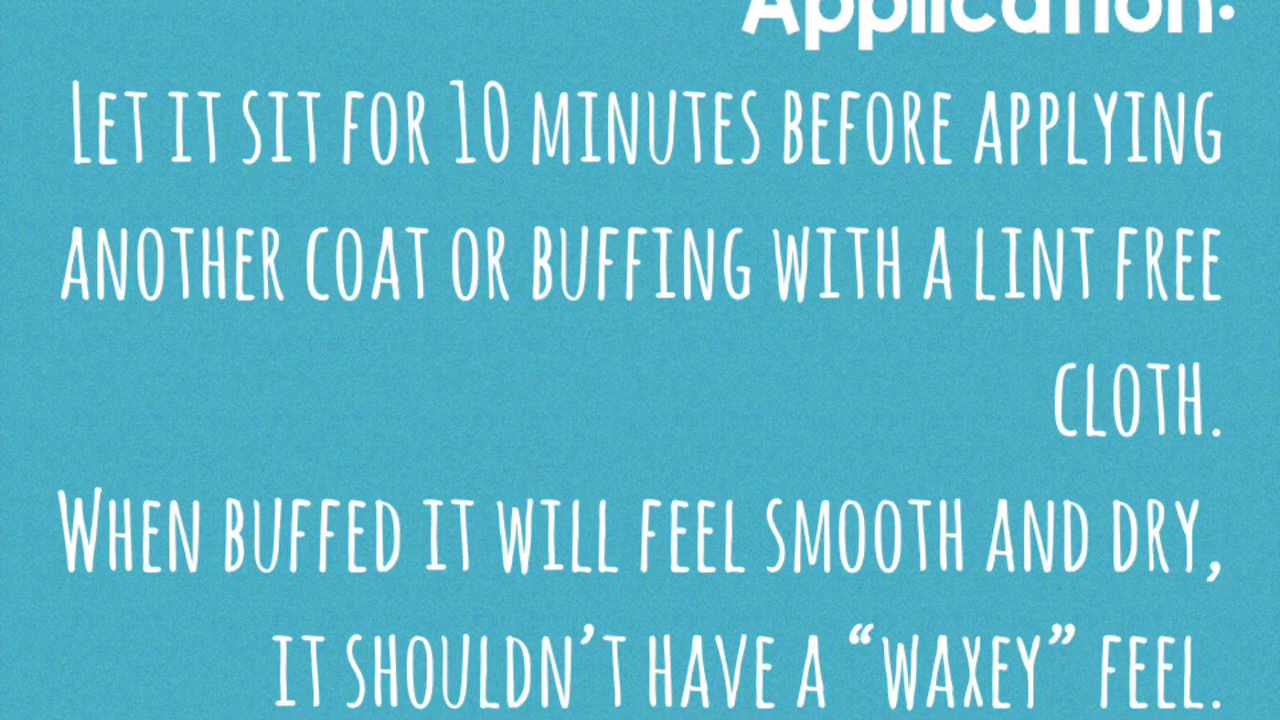 Application:
Let it sit for 10 minutes before applying
another coat or buffing with a lint free
cloth.
When buffed it will feel smooth and dry,
it shouldn't have a “waxey” feel.